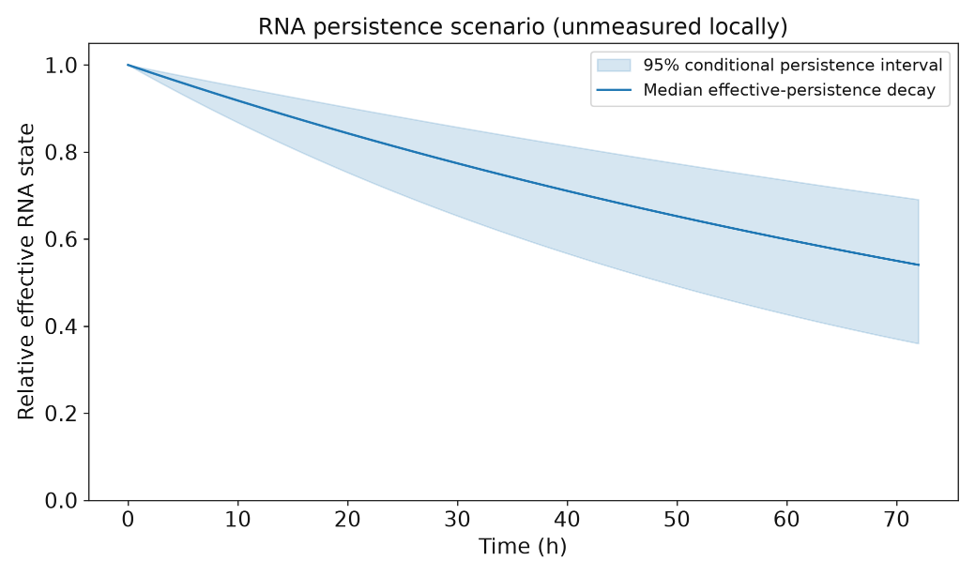 RNA persistence scenario (unmeasured locally)
95% conditional persistence interval
Median effective-persistence decay
Relative effective RNA state
1.0
0.8
0.6
0.4
0.2
0.0
0 10 20 30 40 50 60 70
Time (h)